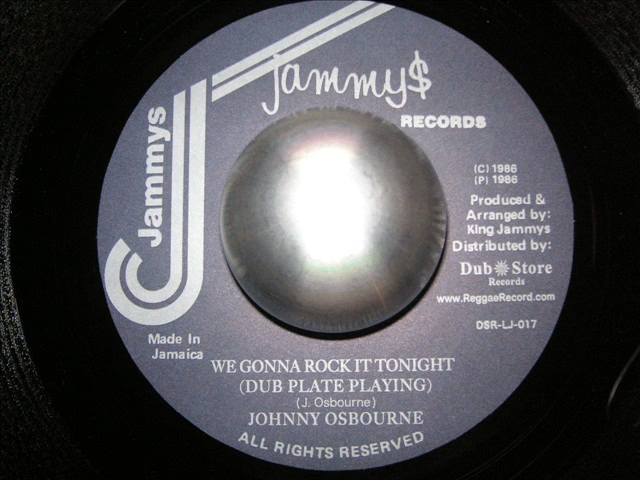 Jammy$
RECORDS
Jammys
(C) 1986
(P) 1986
Produced &
Arranged by:
King Jammys
Distributed by:
Dub Store
Records
www.ReggaeRecord.com
DSR-LJ-017
Made In
Jamaica
WE GONNA ROCK IT TONIGHT
(DUB PLATE PLAYING)
(J. Osbourne)
JOHNNY OSBOURNE
ALL RIGHTS RESERVED